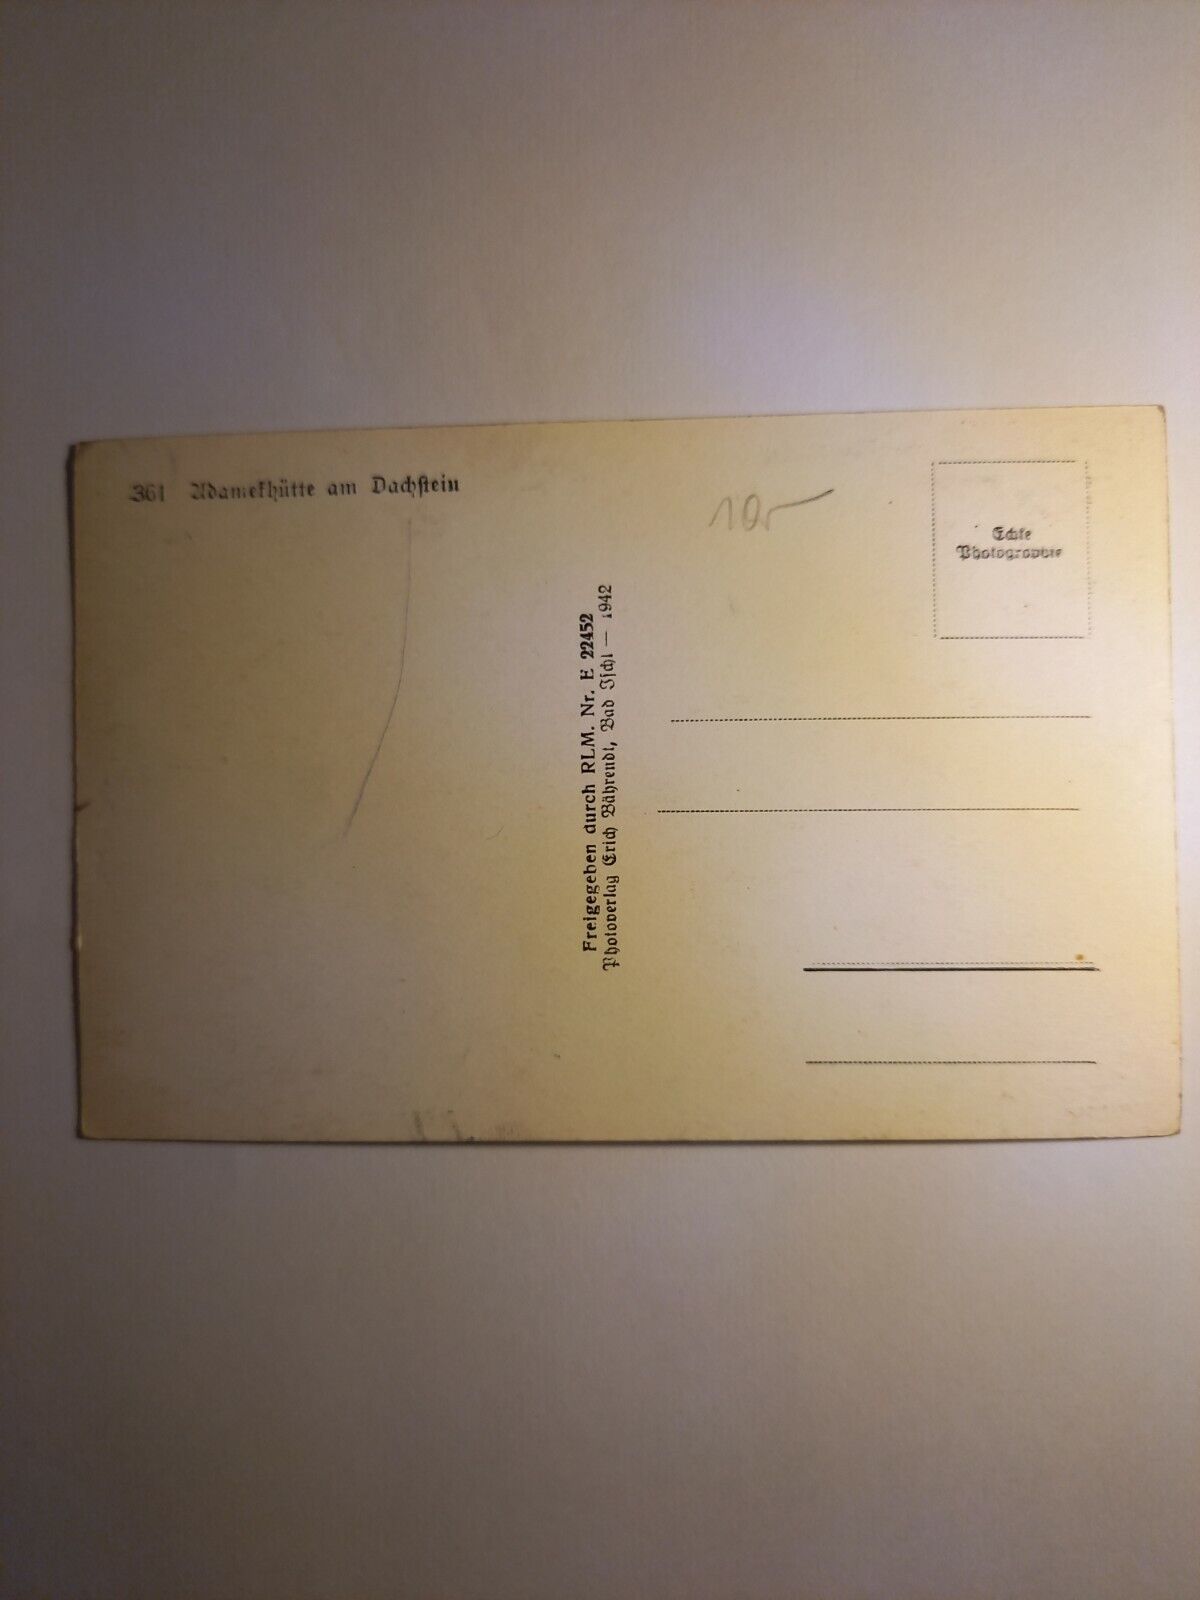 361 Adamekhütte am Dachstein
10,-
Echte
Photographie
Freigegeben durch RLM. Nr. E 22452
Photoverlag Erich Bährendt, Bad Ischl — 1942